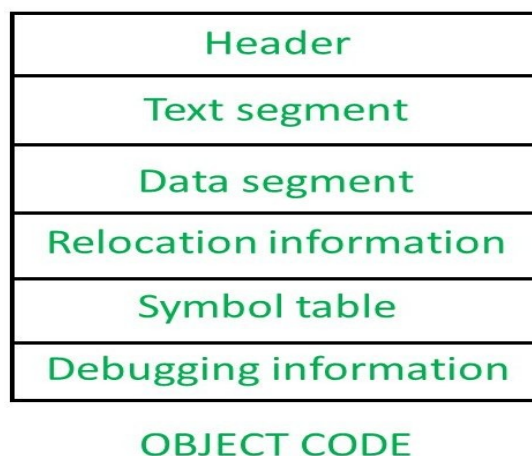 Header
Text segment
Data segment
Relocation information
Symbol table
Debugging information
OBJECT CODE